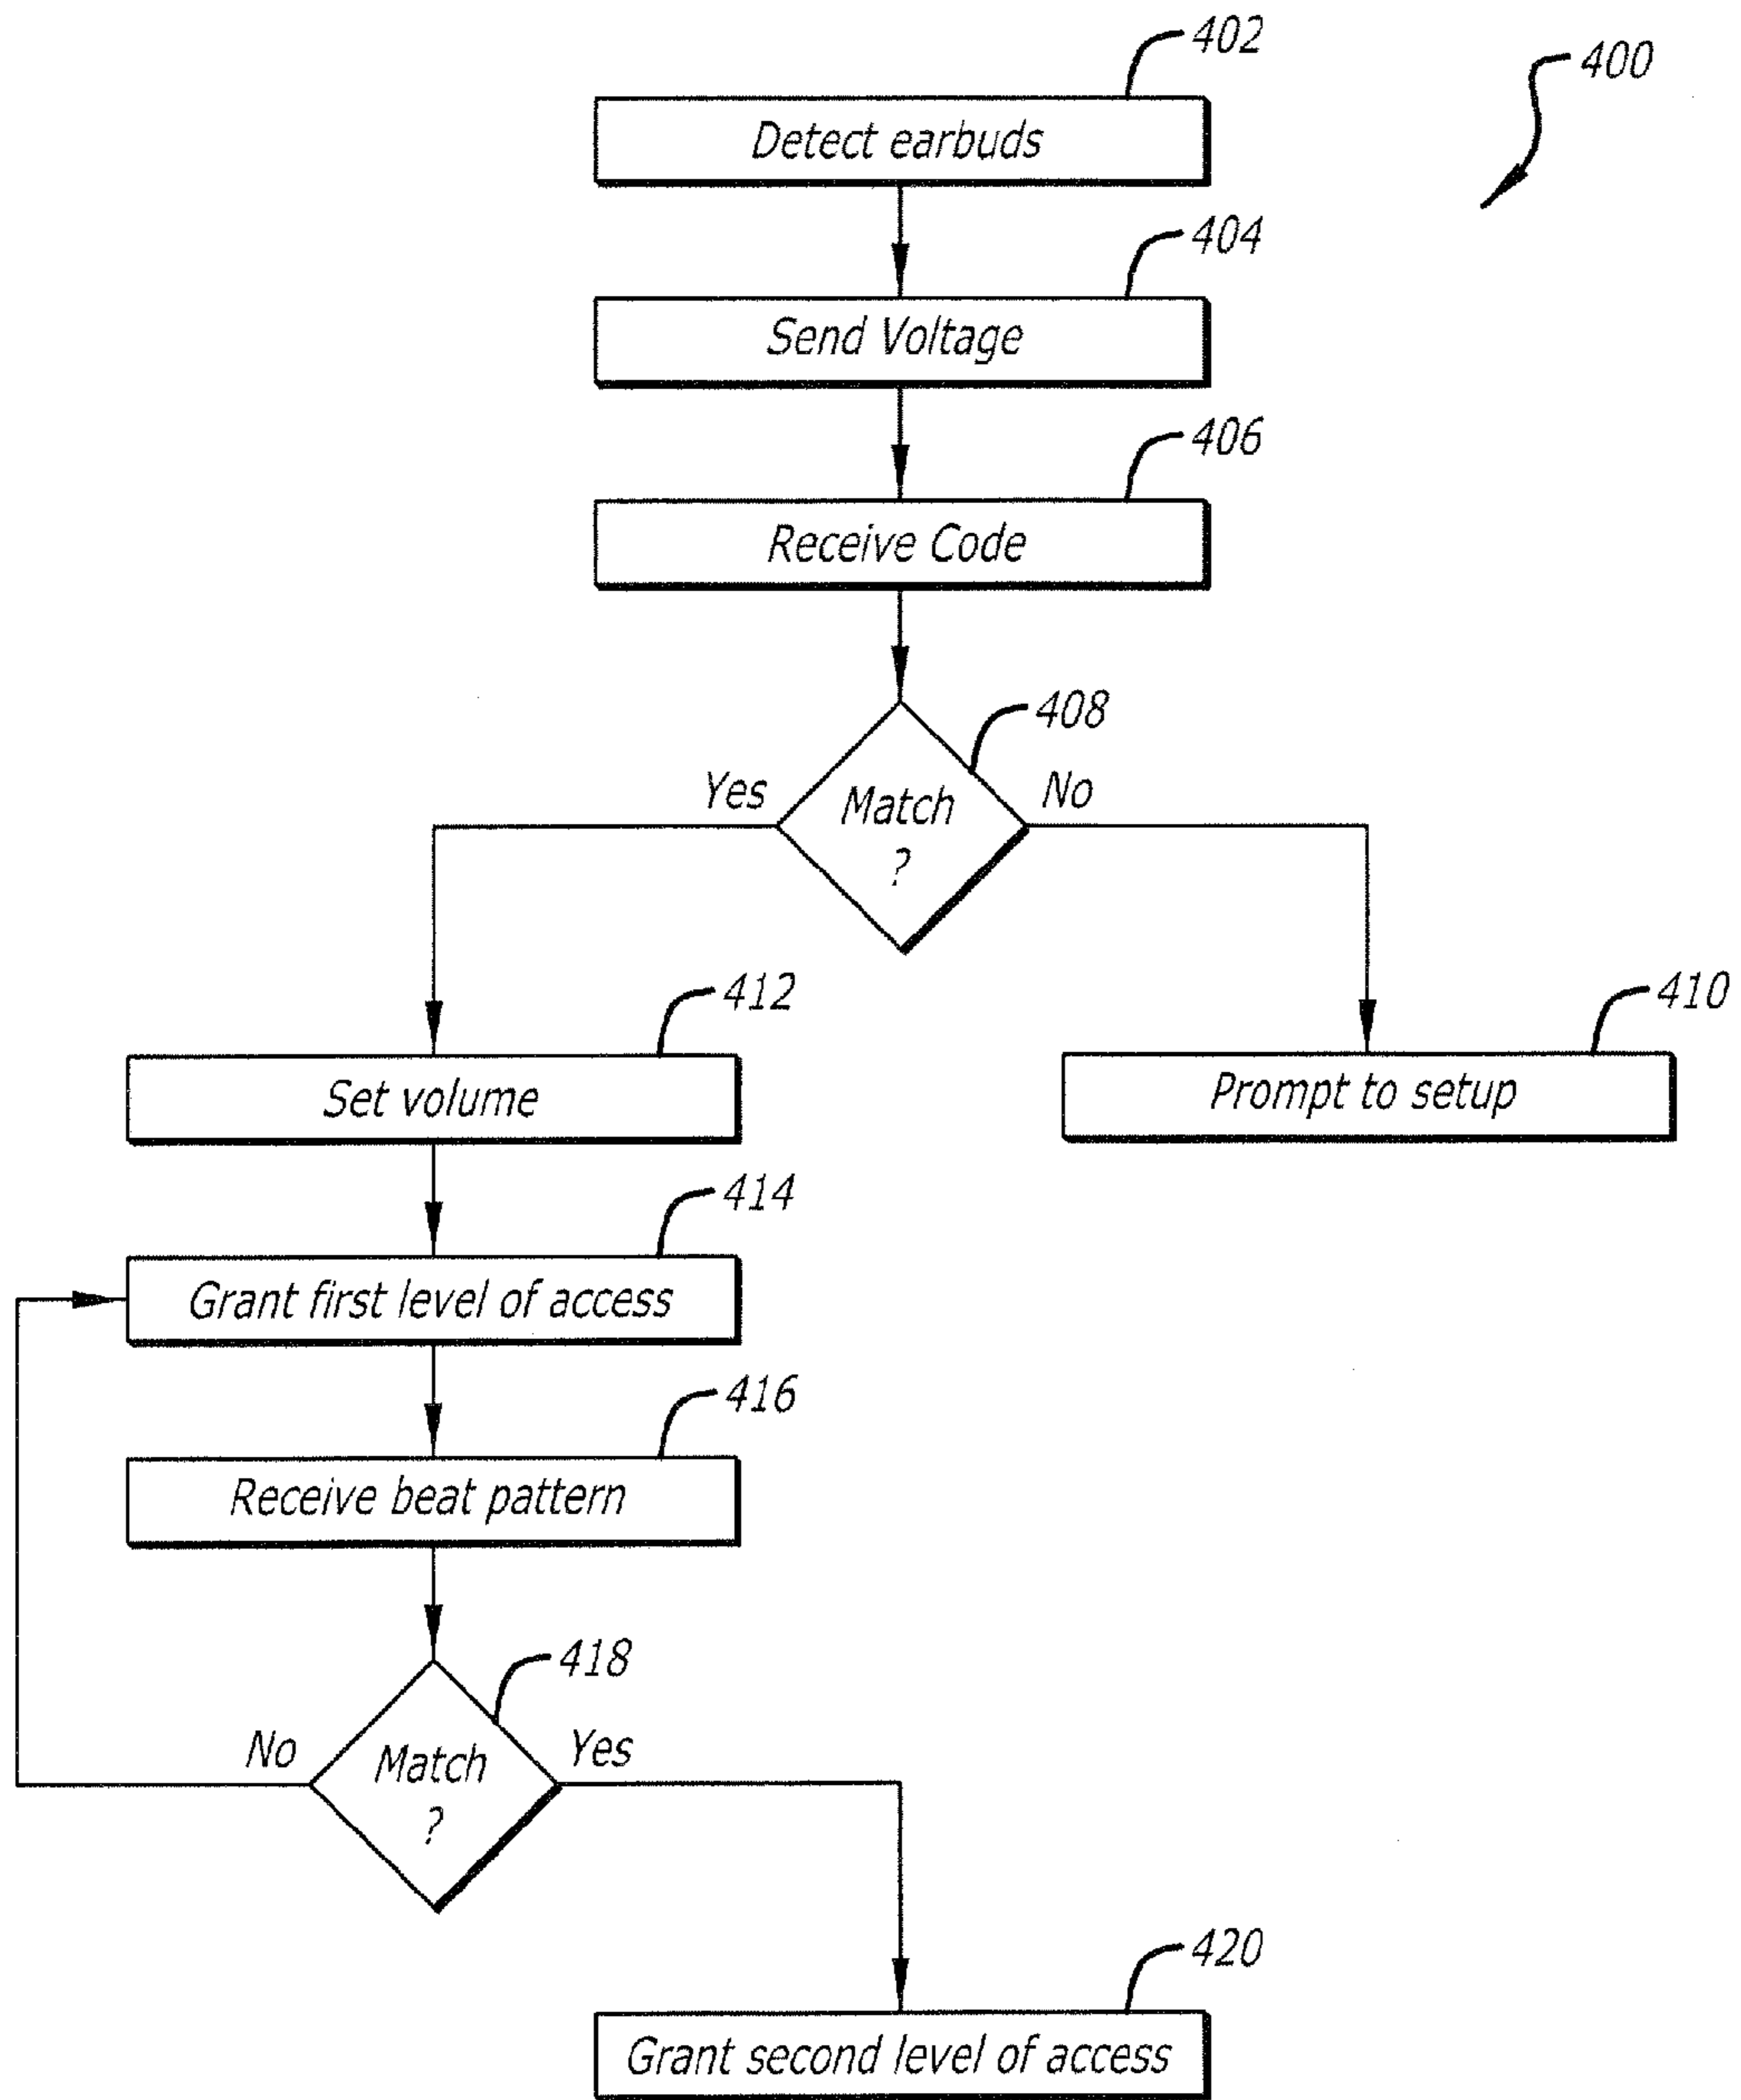 402
400
Detect earbuds
404
Send Voltage
406
Receive Code
408
Yes
No
Match
?
412
410
Set volume
Prompt to setup
414
Grant first level of access
416
Receive beat pattern
418
No
Yes
Match
?
420
Grant second level of access